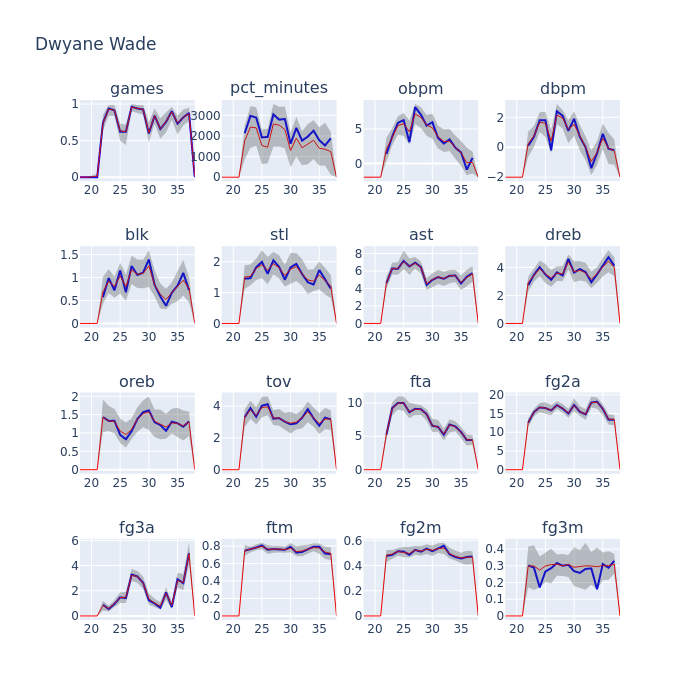 Dwyane Wade
games pct_minutes obpm dbpm
1 0.5 0 20 25 30 35
3000 2000 1000 0 20 25 30 35
5 0 20 25 30 35
2 0 −2 20 25 30 35
blk stl ast dreb
1.5 1 0.5 0 20 25 30 35
2 1 0 20 25 30 35
8 6 4 2 0 20 25 30 35
4 2 0 20 25 30 35
oreb tov fta fg2a
2 1.5 1 0.5 0 20 25 30 35
4 2 0 20 25 30 35
10 5 0 20 25 30 35
20 15 10 5 0 20 25 30 35
fg3a ftm fg2m fg3m
6 4 2 0 20 25 30 35
0.8 0.6 0.4 0.2 0 20 25 30 35
0.6 0.4 0.2 0 20 25 30 35
0.4 0.3 0.2 0.1 0 20 25 30 35